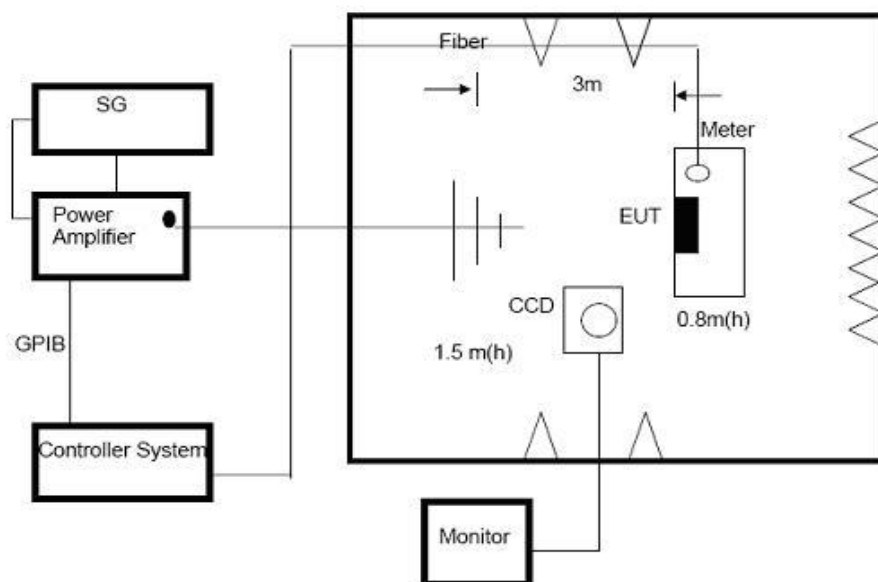 Fiber
3m
SG
Meter
Power
Amplifier
EUT
CCD
0.8m(h)
GPIB
1.5 m(h)
Controller System
Monitor